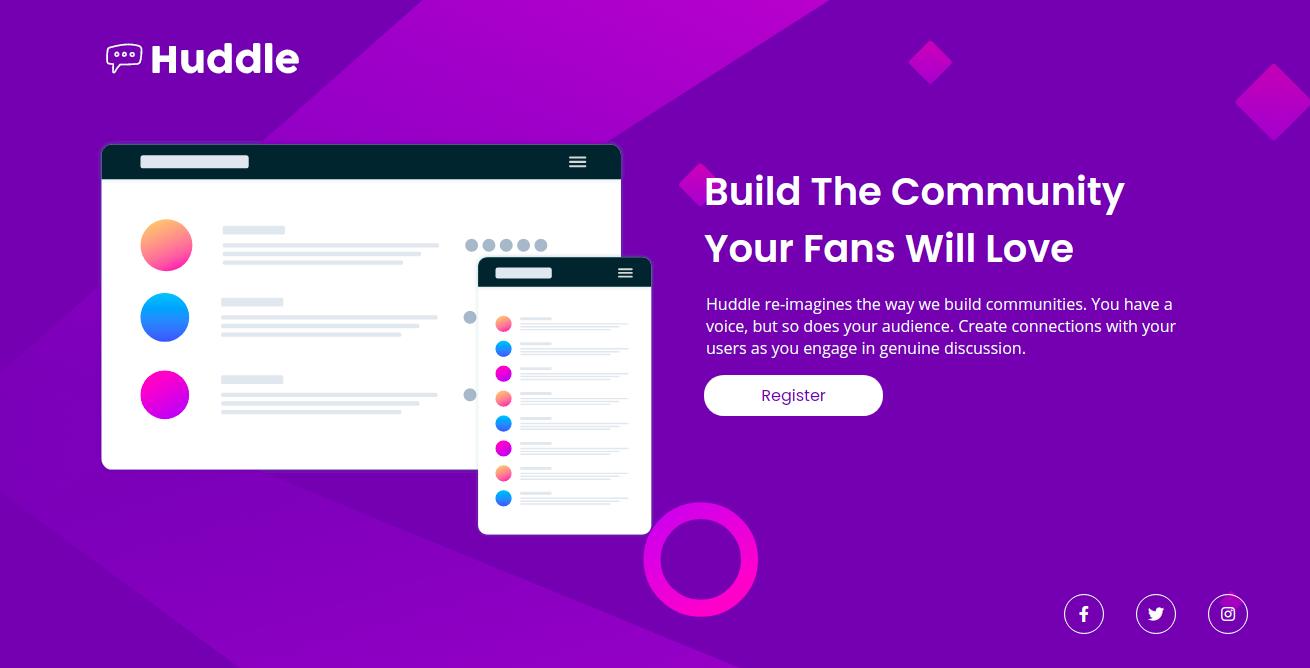 Huddle
Build The Community
Your Fans Will Love
Huddle re-imagines the way we build communities. You have a
voice, but so does your audience. Create connections with your
users as you engage in genuine discussion.
Register